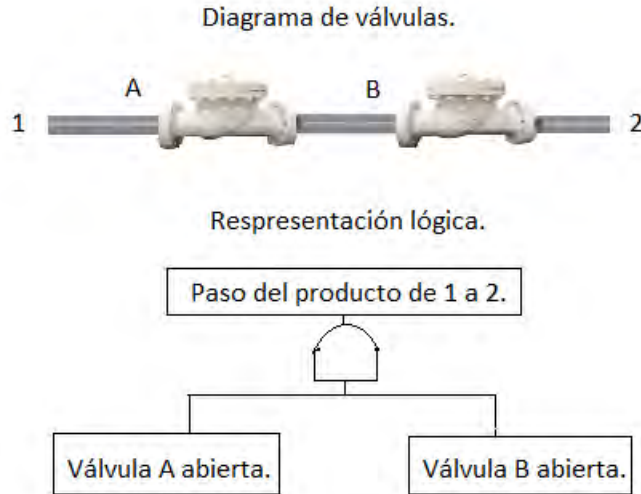 Diagrama de válvulas.
A
B
1
2
Respresentación lógica.
Paso del producto de 1 a 2.
Válvula A abierta.
Válvula B abierta.